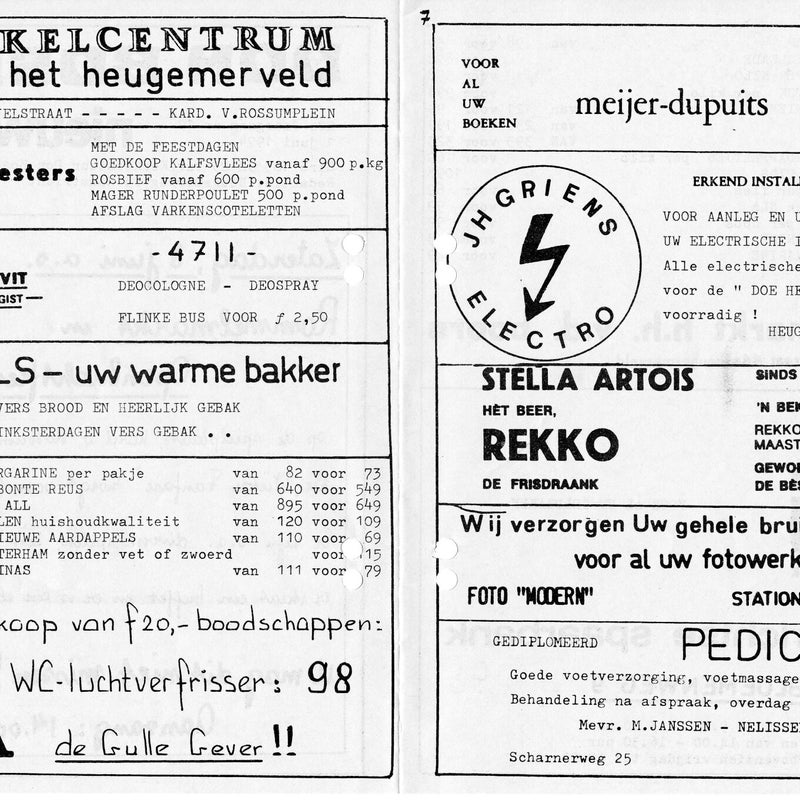 KELCENTRUM
het heugemerveld
ELSTRAAT - - - - - KARD. V.ROSSUMPLEIN
esters
MET DE FEESTDAGEN
GOEDKOOP KALFSVLEES vanaf 900 p.kg
ROSBIEF vanaf 600 p.pond
MAGER RUNDERPOULET 500 p.pond
AFSLAG VARKENSCOTELETTEN
VIT
GIST
- 4711
DEOCOLOGNE - DEOSPRAY
FLINKE BUS VOOR ƒ 2,50
LS - uw warme bakker
VERS BROOD EN HEERLIJK GEBAK
INKSTERDAGEN VERS GEBAK . .
RGARINE per pakje van 82 voor 73
BONTE REUS van 640 voor 549
ALL van 895 voor 649
LEN huishoudkwaliteit van 120 voor 109
IEUWE AARDAPPELS van 110 voor 69
TERHAM zonder vet of zwoerd voor 115
INAS van 111 voor 79
koop van f20,- boodschappen:
WC-luchtverfrisser: 98
A de Gulle Gever !!
7.
VOOR
AL
UW
BOEKEN
meijer-dupuits
JH GRIENS
ELECTRO
ERKEND INSTALL
VOOR AANLEG EN U
UW ELECTRISCHE I
Alle electrische
voor de " DOE HE
voorradig !
HEUG
STELLA ARTOIS
HÈT BEER,
REKKO
DE FRISDRAANK
SINDS
'N BEK
REKKO
MAAST
GEWO
DE BÈS
Wij verzorgen Uw gehele brui
voor al uw fotowerk
FOTO "MODERN"
STATION
GEDIPLOMEERD
PEDIC
Goede voetverzorging, voetmassage
Behandeling na afspraak, overdag
Mevr. M.JANSSEN - NELISSE
Scharnerweg 25